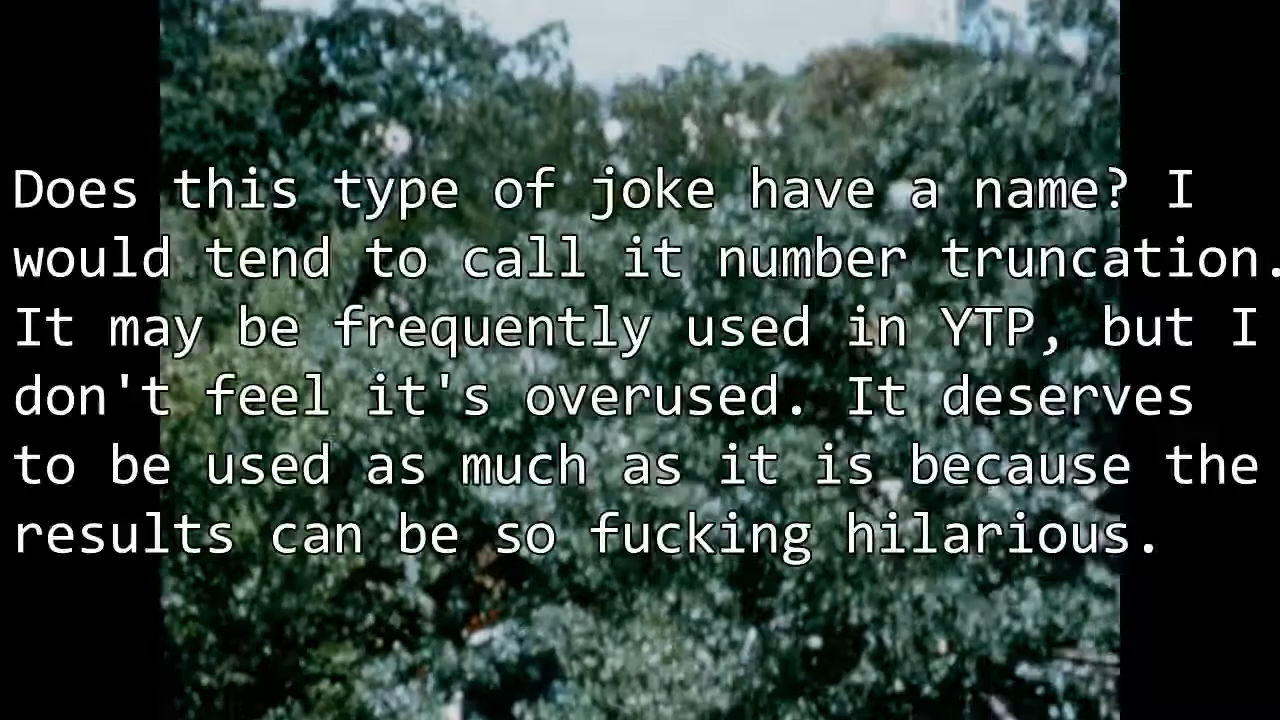 Does this type of joke have a name? I
would tend to call it number truncation.
It may be frequently used in YTP, but I
don't feel it's overused. It deserves
to be used as much as it is because the
results can be so fucking hilarious.